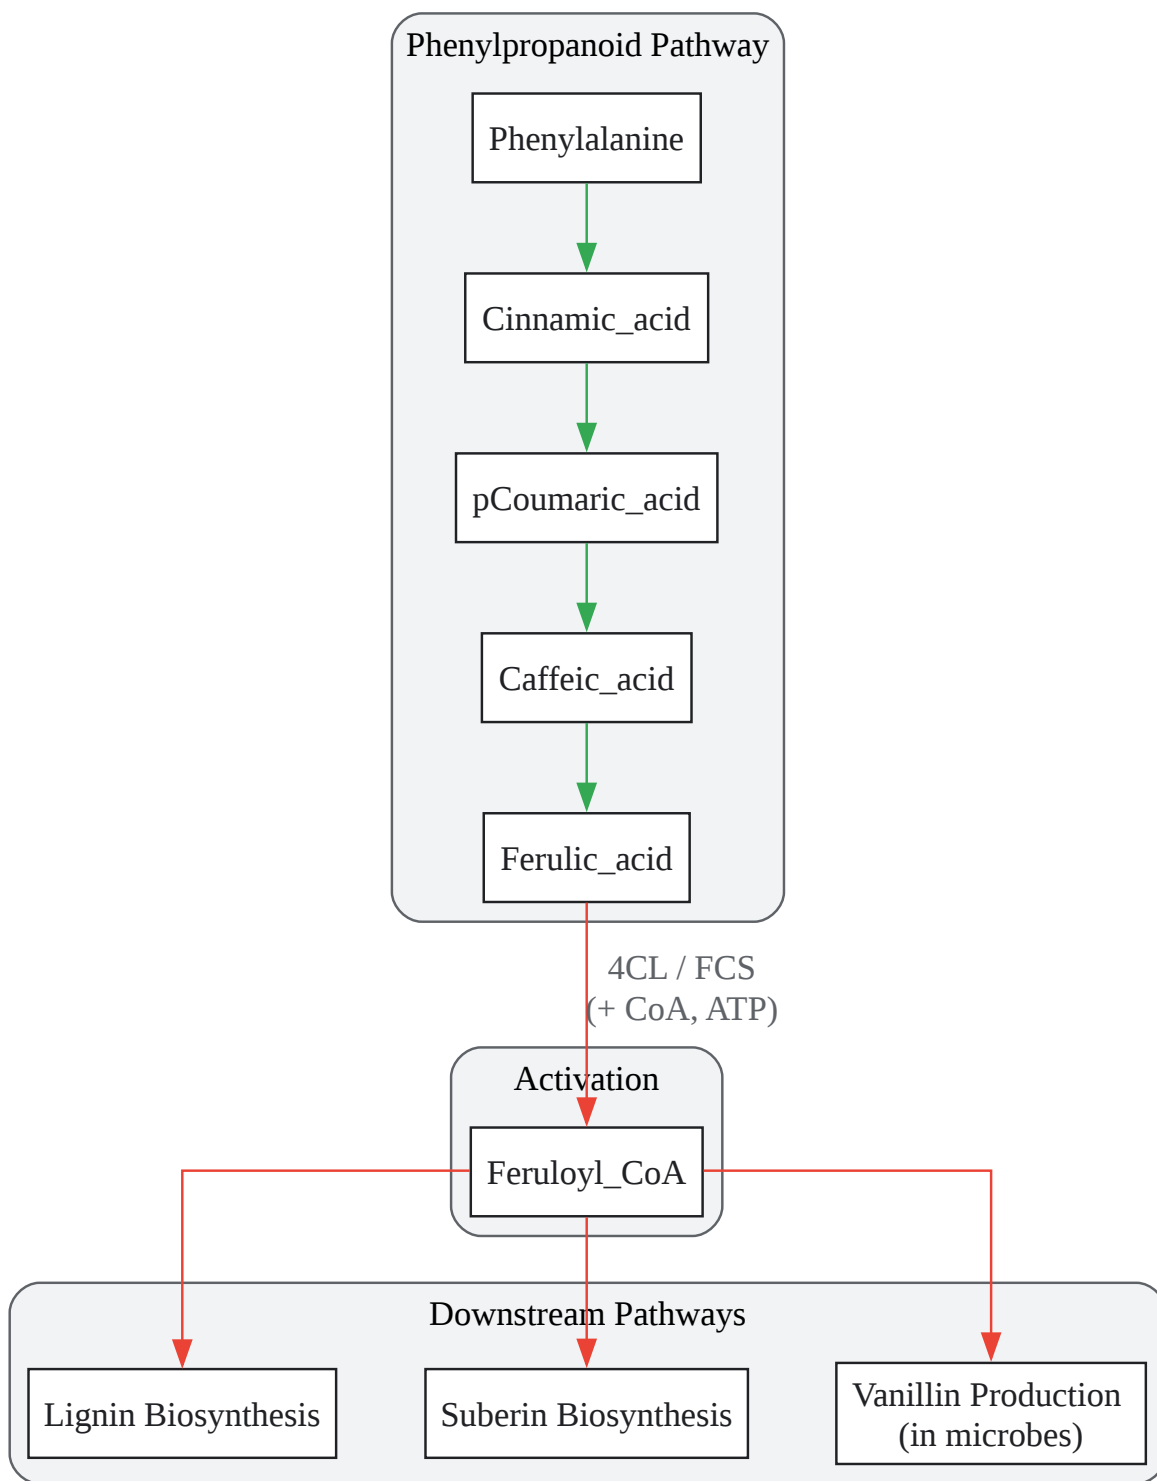 Phenylpropanoid Pathway
Phenylalanine
Cinnamic_acid
pCoumaric_acid
Caffeic_acid
Ferulic_acid
4CL / FCS
(+ CoA, ATP)
Activation
Feruloyl_CoA
Downstream Pathways
Lignin Biosynthesis
Suberin Biosynthesis
Vanillin Production
(in microbes)